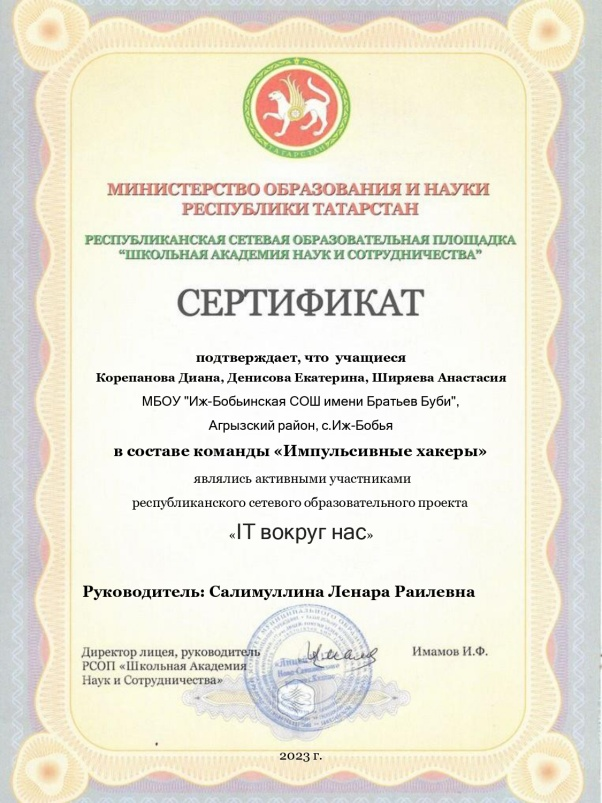 ТАТАРСТАН
МИНИСТЕРСТВО ОБРАЗОВАНИЯ И НАУКИ
РЕСПУБЛИКИ ТАТАРСТАН
РЕСПУБЛИКАНСКАЯ СЕТЕВАЯ ОБРАЗОВАТЕЛЬНАЯ ПЛОЩАДКА
“ШКОЛЬНАЯ АКАДЕМИЯ НАУК И СОТРУДНИЧЕСТВА”
СЕРТИФИКАТ
подтверждает, что учащиеся
Корепанова Диана, Денисова Екатерина, Ширяева Анастасия
МБОУ "Иж-Бобьинская СОШ имени Братьев Буби",
Агрызский район, с.Иж-Бобья
в составе команды «Импульсивные хакеры»
являлись активными участниками
республиканского сетевого образовательного проекта
«IT вокруг нас»
Руководитель: Салимуллина Ленара Раилевна
Директор лицея, руководитель
РСОП «Школьная Академия
Наук и Сотрудничества»
Имамов И.Ф.
2023 г.